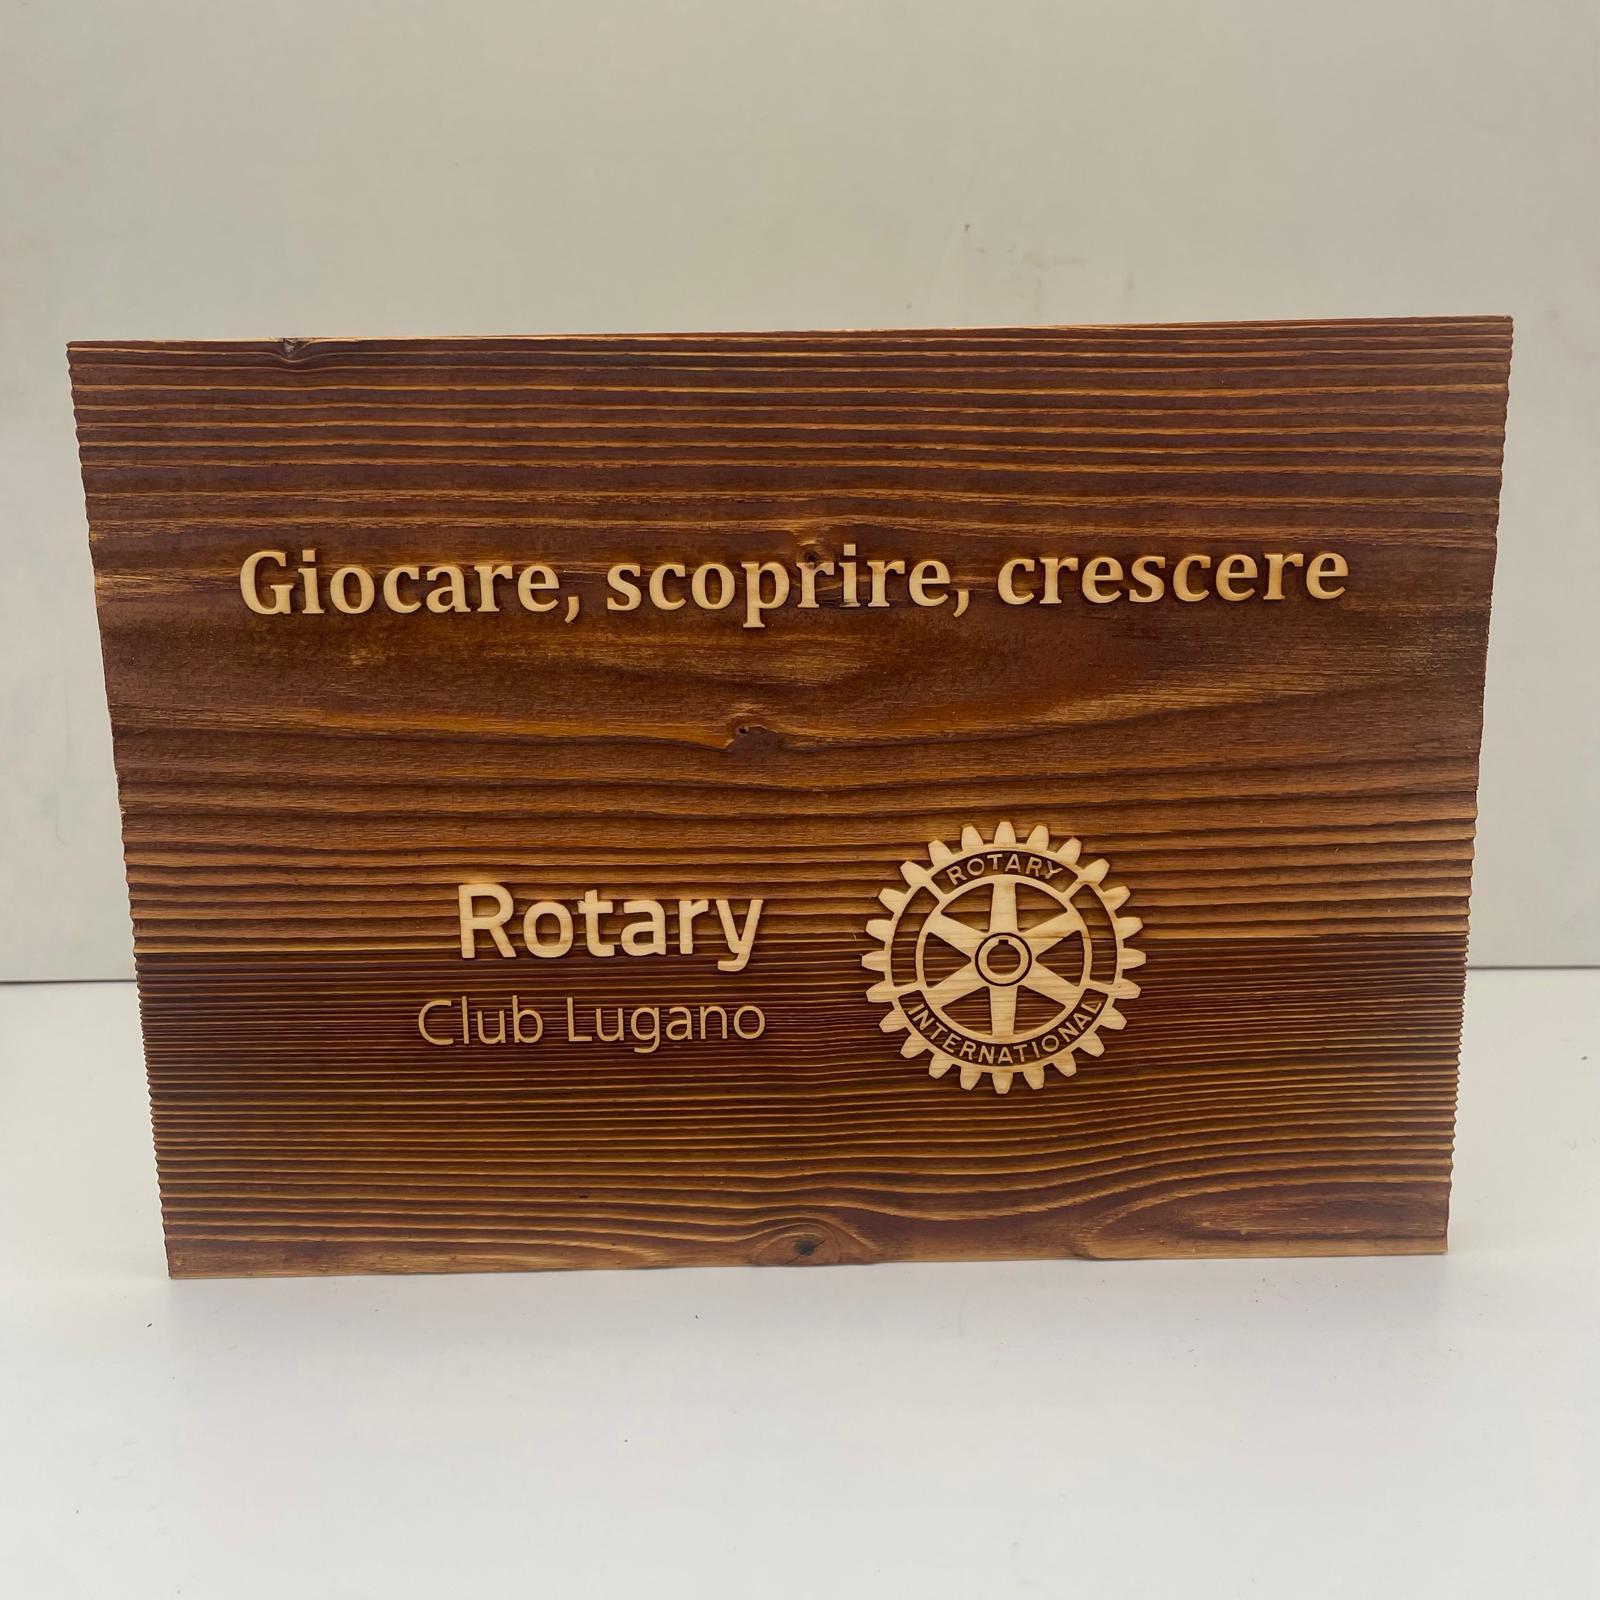 Giocare, scoprire, crescere
Rotary
Club Lugano
ROTARY
INTERNATIONAL